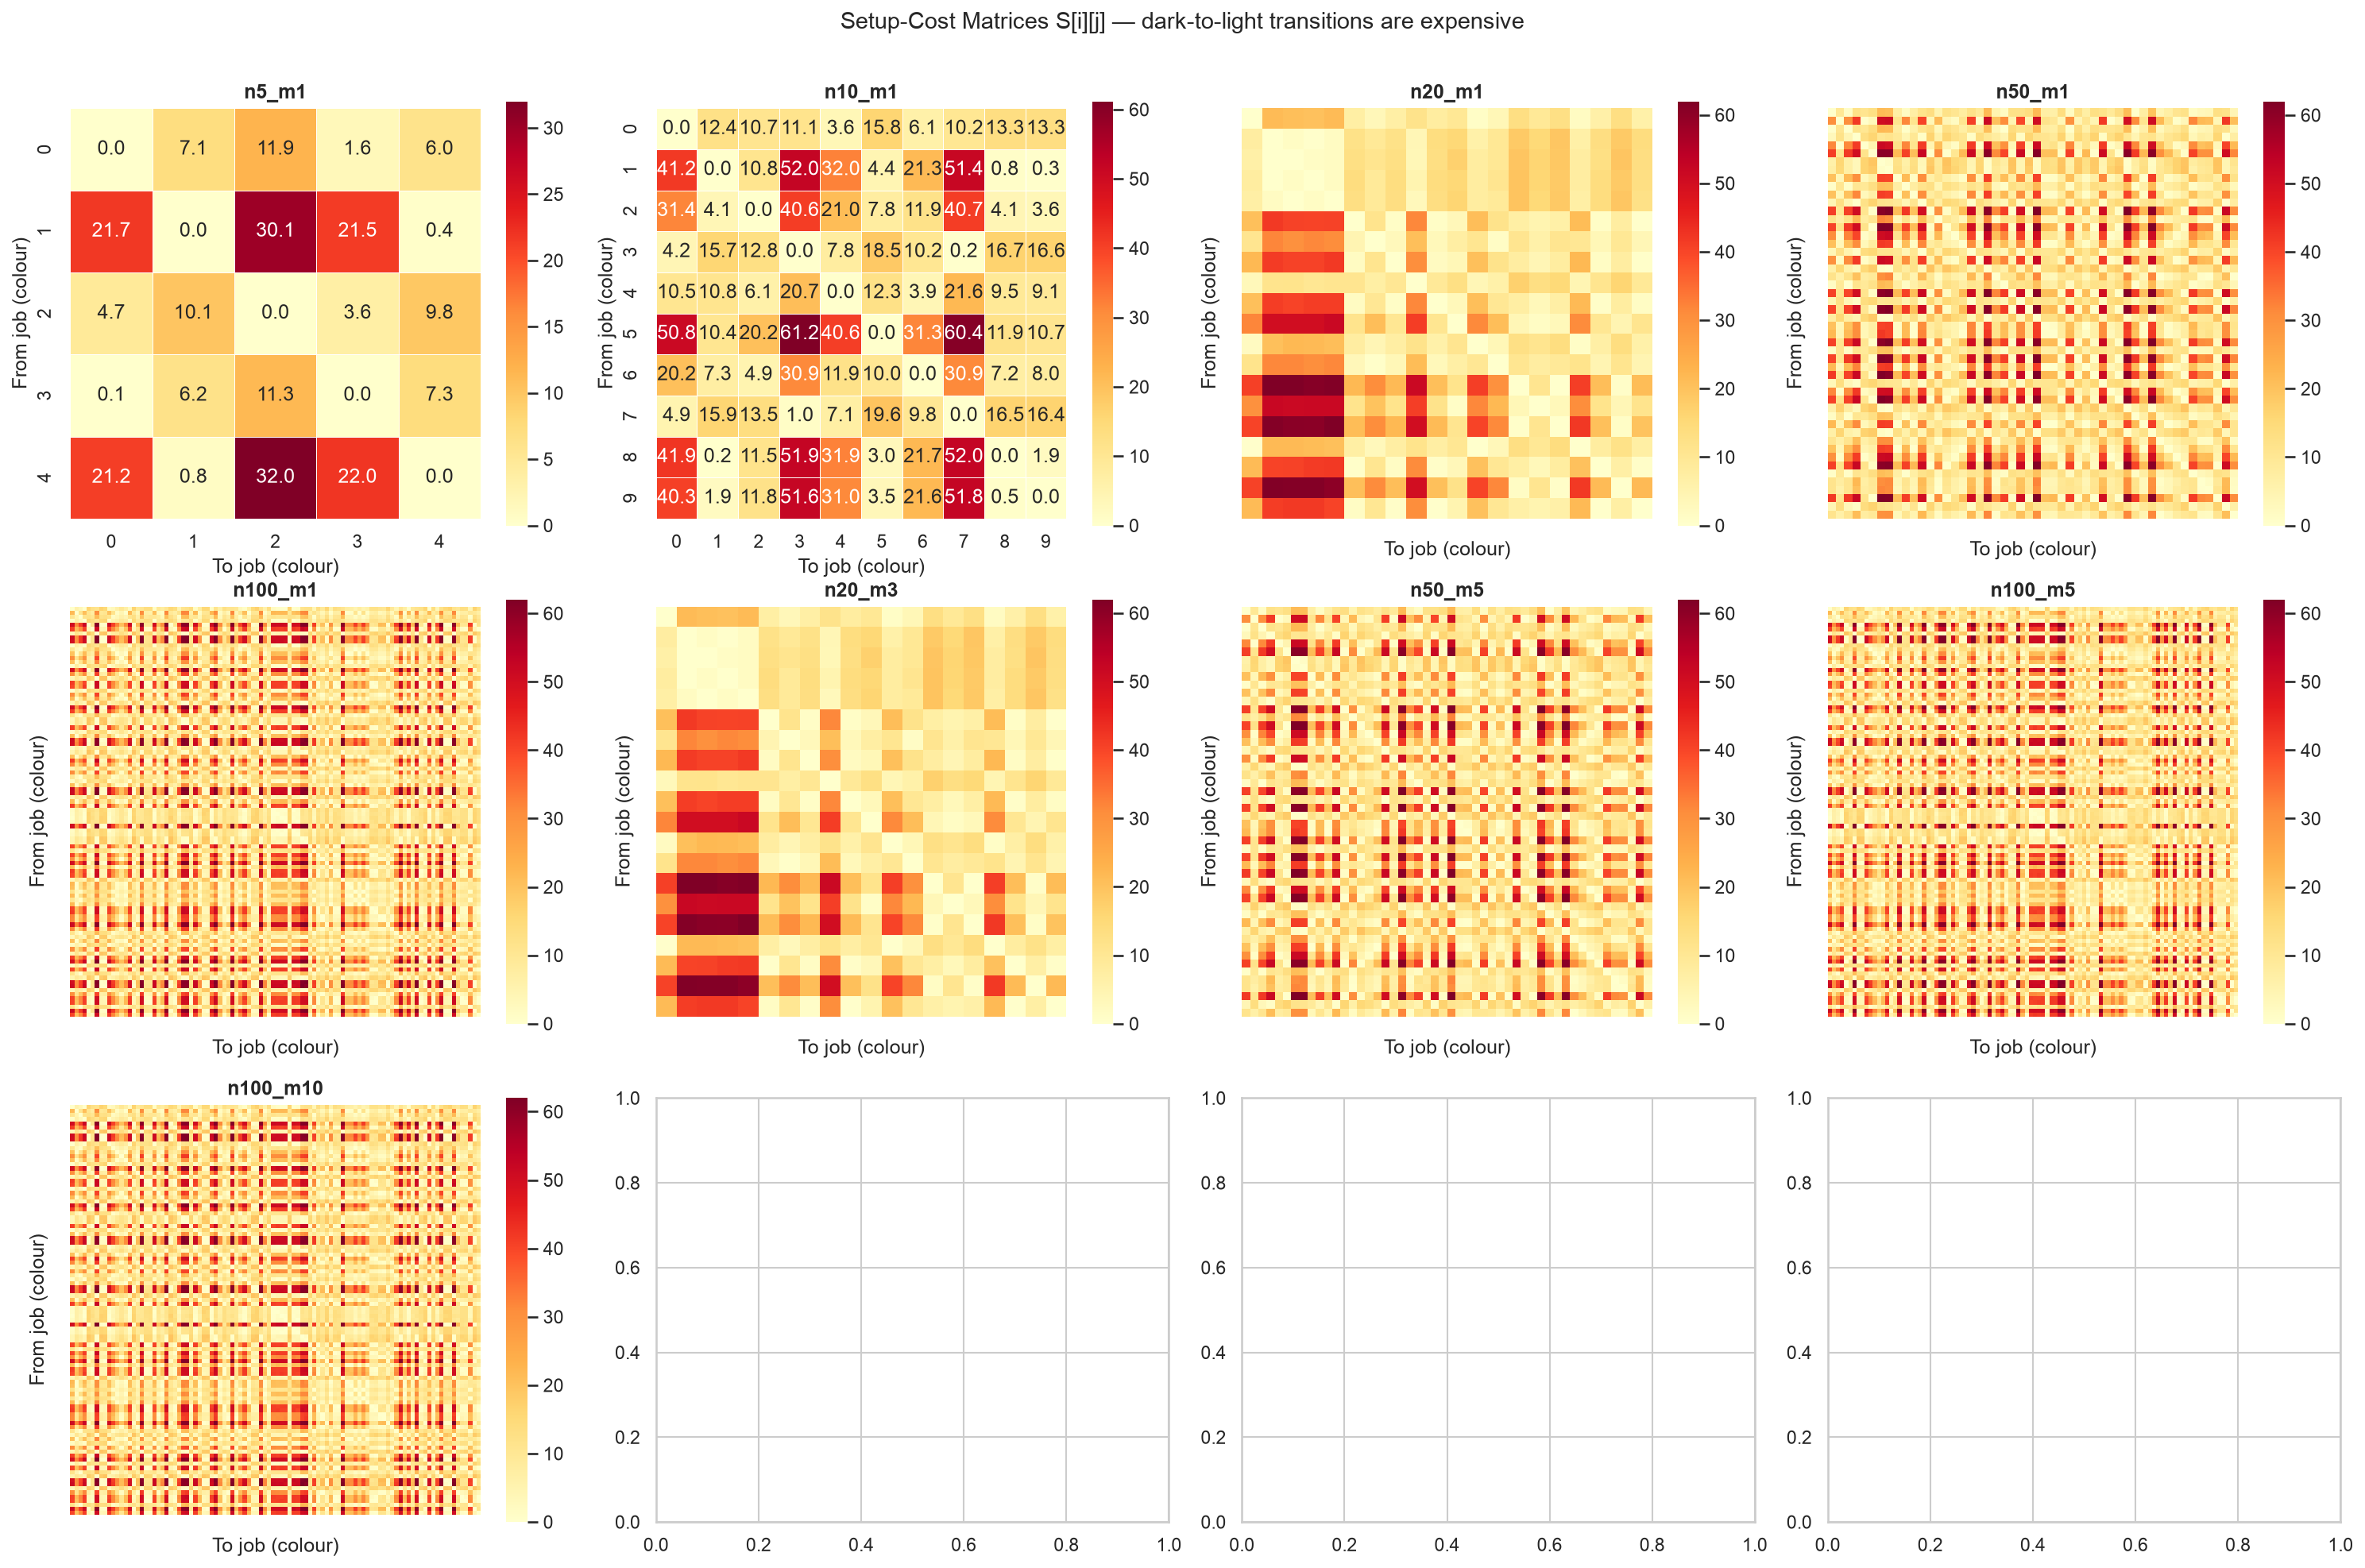 Setup-Cost Matrices S[i][j] — dark-to-light transitions are expensive
n5_m1
From job (colour)
0 0.0 7.1 11.9 1.6 6.0
1 21.7 0.0 30.1 21.5 0.4
2 4.7 10.1 0.0 3.6 9.8
3 0.1 6.2 11.3 0.0 7.3
4 21.2 0.8 32.0 22.0 0.0
0 1 2 3 4
To job (colour)
30
25
20
15
10
5
0
n10_m1
From job (colour)
0 0.0 12.4 10.7 11.1 3.6 15.8 6.1 10.2 13.3 13.3
1 41.2 0.0 10.8 52.0 32.0 4.4 21.3 51.4 0.8 0.3
2 31.4 4.1 0.0 40.6 21.0 7.8 11.9 40.7 4.1 3.6
3 4.2 15.7 12.8 0.0 7.8 18.5 10.2 0.2 16.7 16.6
4 10.5 10.8 6.1 20.7 0.0 12.3 3.9 21.6 9.5 9.1
5 50.8 10.4 20.2 61.2 40.6 0.0 31.3 60.4 11.9 10.7
6 20.2 7.3 4.9 30.9 11.9 10.0 0.0 30.9 7.2 8.0
7 4.9 15.9 13.5 1.0 7.1 19.6 9.8 0.0 16.5 16.4
8 41.9 0.2 11.5 51.9 31.9 3.0 21.7 52.0 0.0 1.9
9 40.3 1.9 11.8 51.6 31.0 3.5 21.6 51.8 0.5 0.0
0 1 2 3 4 5 6 7 8 9
To job (colour)
60
50
40
30
20
10
0
n20_m1
From job (colour)
To job (colour)
60
50
40
30
20
10
0
n50_m1
From job (colour)
To job (colour)
60
50
40
30
20
10
0
n100_m1
From job (colour)
To job (colour)
60
50
40
30
20
10
0
n20_m3
From job (colour)
To job (colour)
60
50
40
30
20
10
0
n50_m5
From job (colour)
To job (colour)
60
50
40
30
20
10
0
n100_m5
From job (colour)
To job (colour)
60
50
40
30
20
10
0
n100_m10
From job (colour)
To job (colour)
60
50
40
30
20
10
0
1.0
0.8
0.6
0.4
0.2
0.0
0.0 0.2 0.4 0.6 0.8 1.0
1.0
0.8
0.6
0.4
0.2
0.0
0.0 0.2 0.4 0.6 0.8 1.0
1.0
0.8
0.6
0.4
0.2
0.0
0.0 0.2 0.4 0.6 0.8 1.0